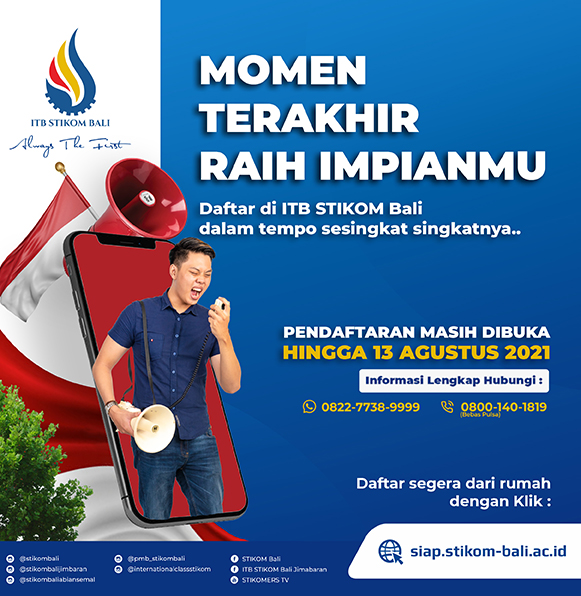 ITB STIKOM BALI
Always The First
MOMEN
TERAKHIR
RAIH IMPIANMU
Daftar di ITB STIKOM Bali
dalam tempo sesingkat singkatnya..
PENDAFTARAN MASIH DIBUKA
HINGGA 13 AGUSTUS 2021
Informasi Lengkap Hubungi :
0822-7738-9999
0800-140-1819
(Bebas Pulsa)
Daftar segera dari rumah
dengan Klik :
siap.stikom-bali.ac.id
@stikombali
@stikombalijimbaran
@stikombaliabiansemal
@pmb_stikombali
@internationalclassstikom
STIKOM Bali
ITB STIKOM Bali Jimbaran
STIKOMERS TV